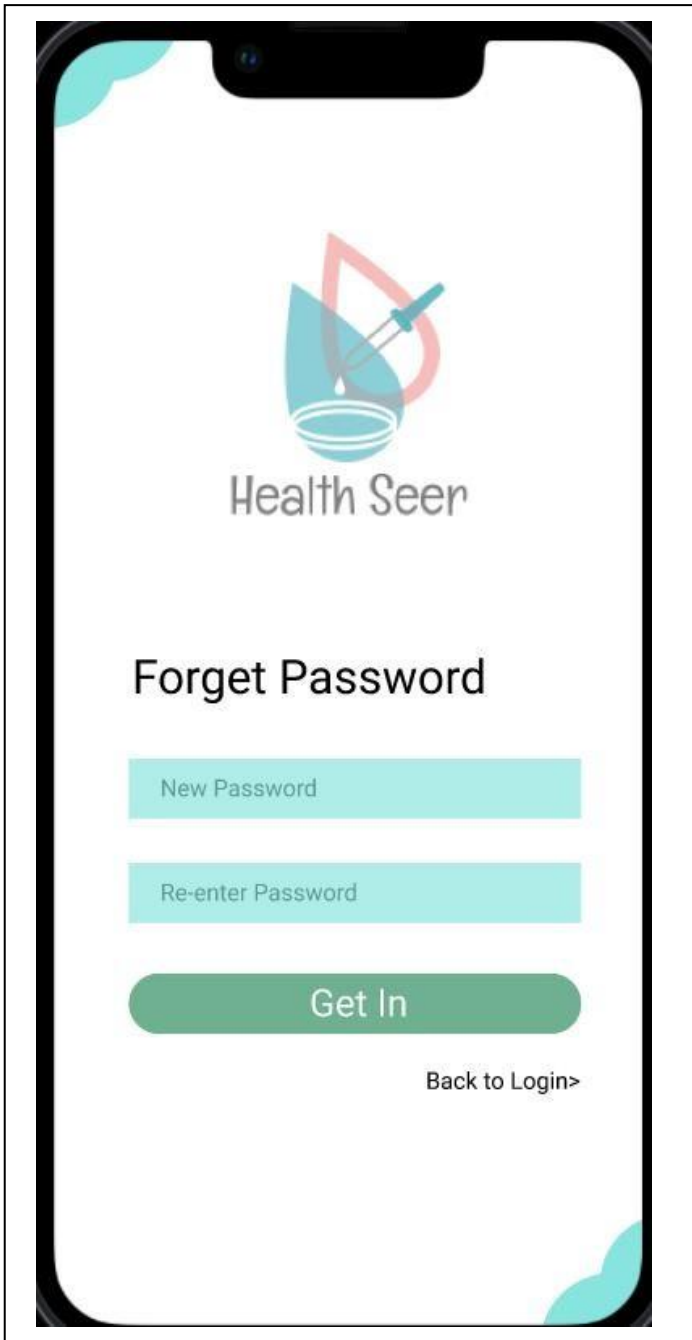 Health Seer
Forget Password
New Password
Re-enter Password
Get In
Back to Login>